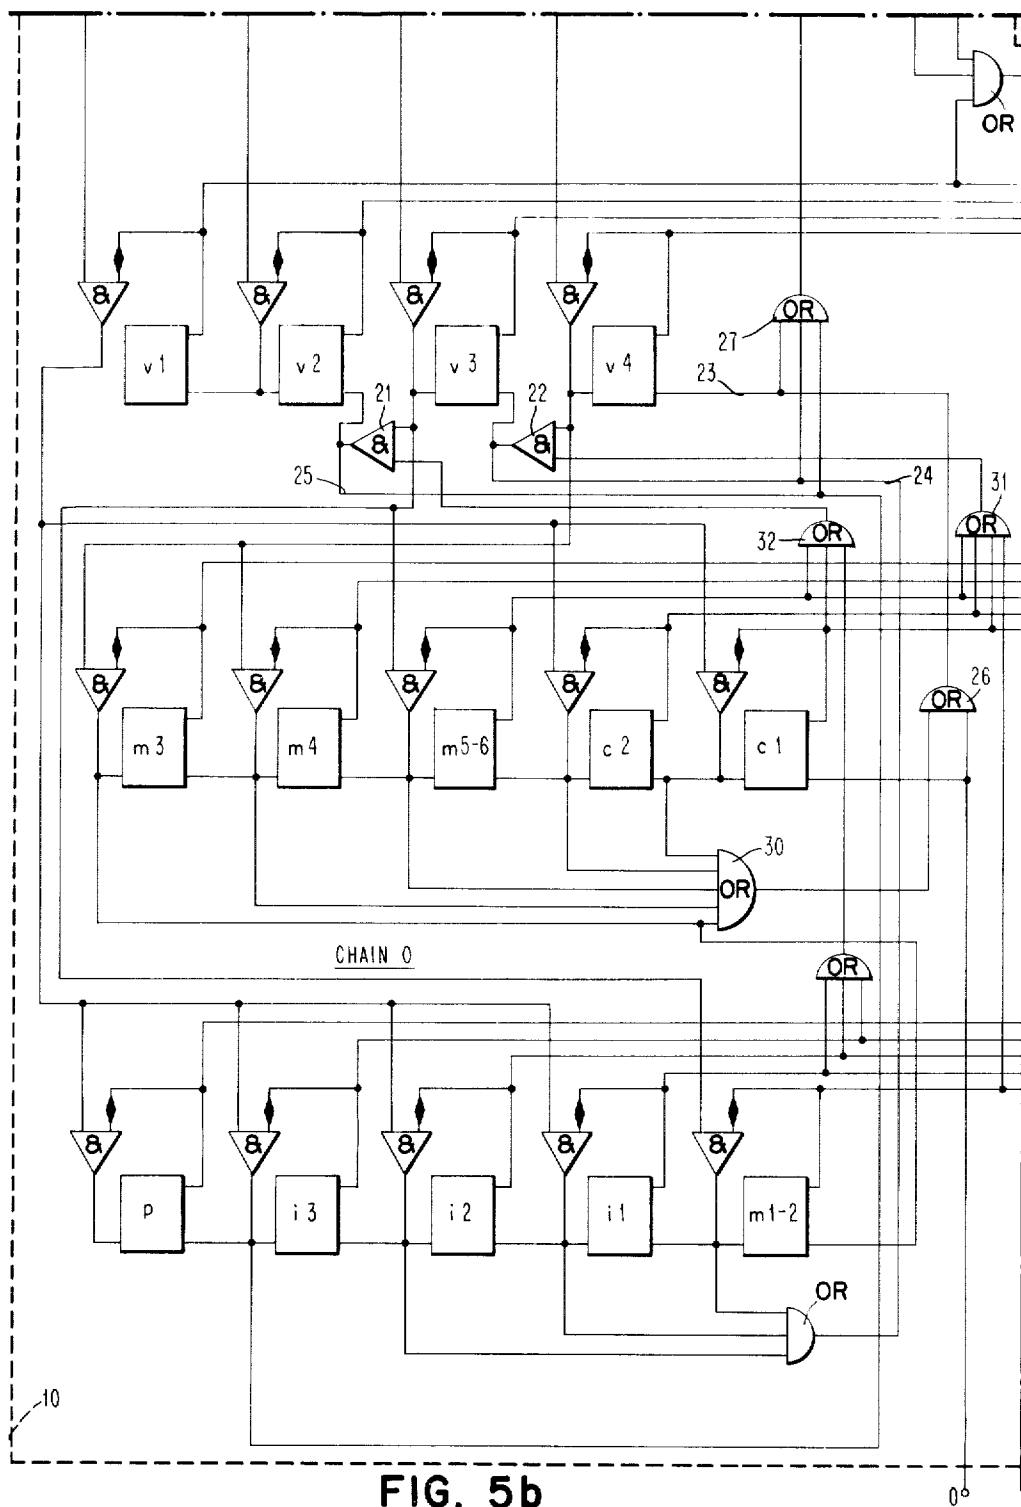 OR
& & & &
OR
27
v1 v2 v3 v4
23
21 22
& &
25 24 31
OR
32 OR
& & & & &
26
OR
m3 m4 m5-6 c2 c1
30
OR
CHAIN 0
OR
& & & & &
p i3 i2 i1 m1-2
OR
10
FIG. 5b
0